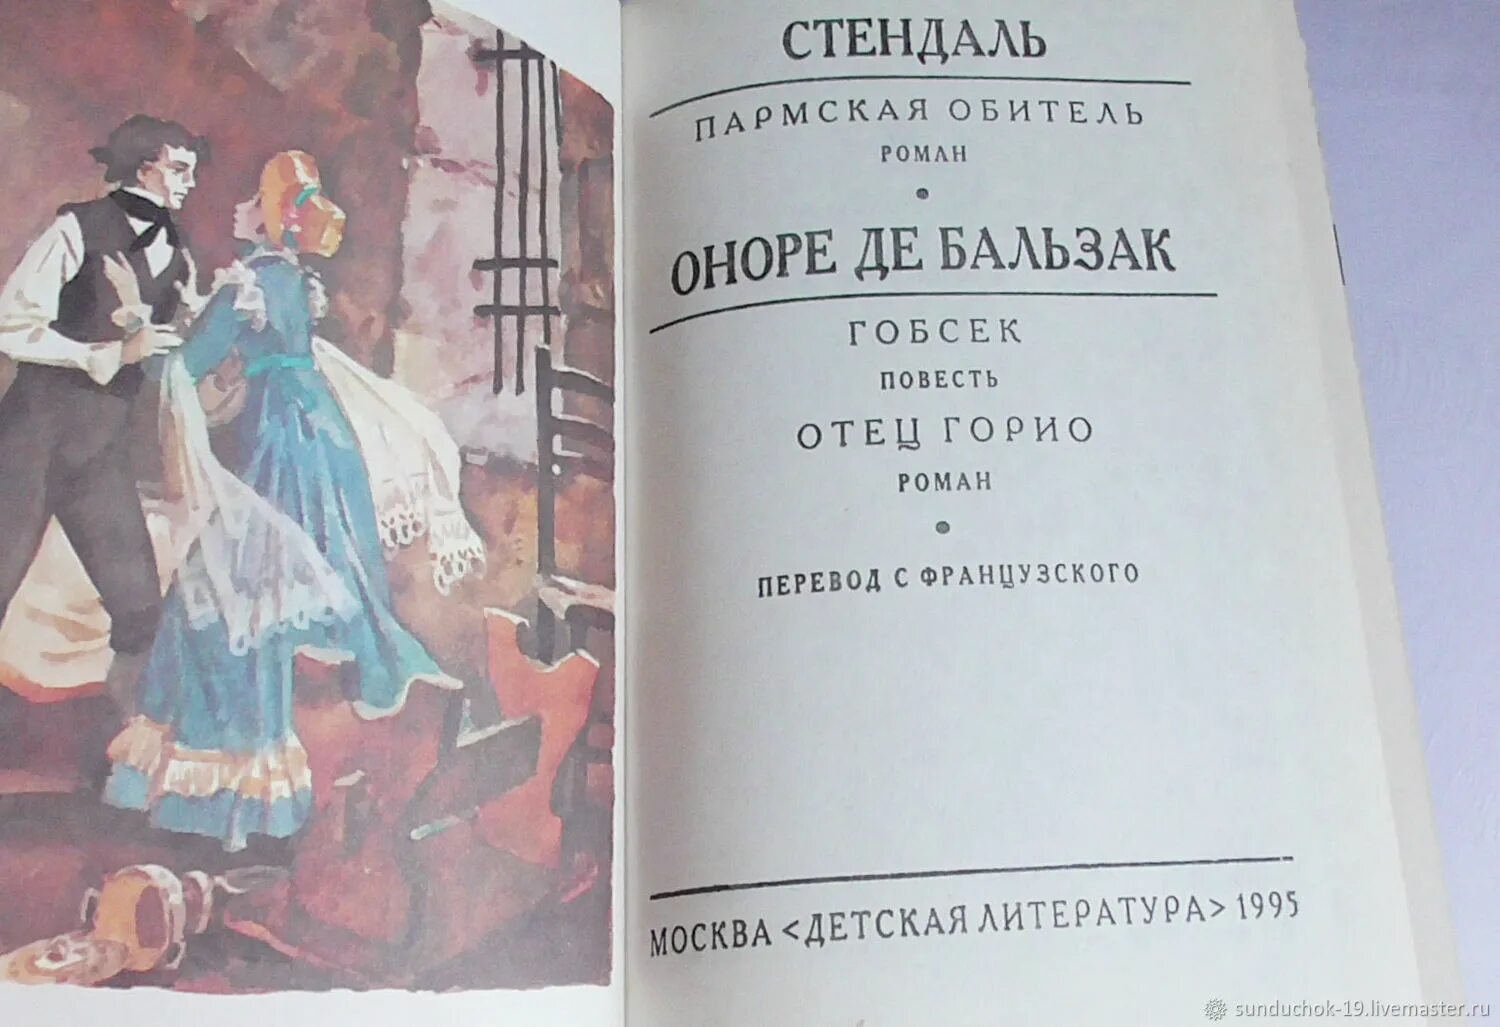 СТЕНДАЛЬ
ПАРМСКАЯ ОБИТЕЛЬ
РОМАН
ОНОРЕ ДЕ БАЛЬЗАК
ГОБСЕК
ПОВЕСТЬ
ОТЕЦ ГОРИО
РОМАН
ПЕРЕВОД С ФРАНЦУЗСКОГО
МОСКВА <ДЕТСКАЯ ЛИТЕРАТУРА> 1995
sunduchok-19.livemaster.ru